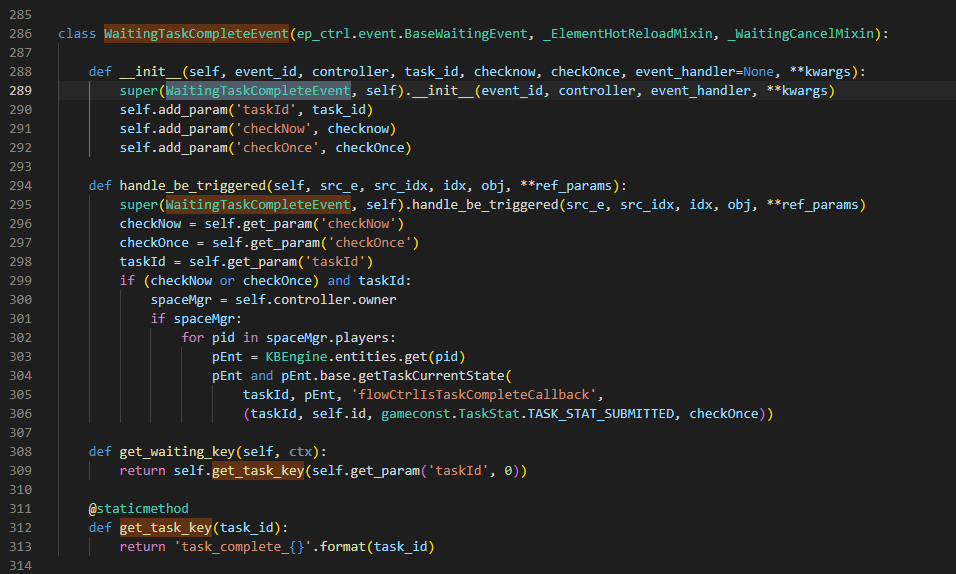 285
286 class WaitingTaskCompleteEvent(ep_ctrl.event.BaseWaitingEvent, _ElementHotReloadMixin, _WaitingCancelMixin):
287
288     def __init__(self, event_id, controller, task_id, checknow, checkOnce, event_handler=None, **kwargs):
289         super(WaitingTaskCompleteEvent, self).__init__(event_id, controller, event_handler, **kwargs)
290         self.add_param('taskId', task_id)
291         self.add_param('checkNow', checknow)
292         self.add_param('checkOnce', checkOnce)
293
294     def handle_be_triggered(self, src_e, src_idx, idx, obj, **ref_params):
295         super(WaitingTaskCompleteEvent, self).handle_be_triggered(src_e, src_idx, idx, obj, **ref_params)
296         checkNow = self.get_param('checkNow')
297         checkOnce = self.get_param('checkOnce')
298         taskId = self.get_param('taskId')
299         if (checkNow or checkOnce) and taskId:
300             spaceMgr = self.controller.owner
301             if spaceMgr:
302                 for pid in spaceMgr.players:
303                     pEnt = KBEngine.entities.get(pid)
304                     pEnt and pEnt.base.getTaskCurrentState(
305                         taskId, pEnt, 'flowCtrlIsTaskCompleteCallback',
306                         (taskId, self.id, gameconst.TaskStat.TASK_STAT_SUBMITTED, checkOnce))
307
308     def get_waiting_key(self, ctx):
309         return self.get_task_key(self.get_param('taskId', 0))
310
311     @staticmethod
312     def get_task_key(task_id):
313         return 'task_complete_{}'.format(task_id)
314